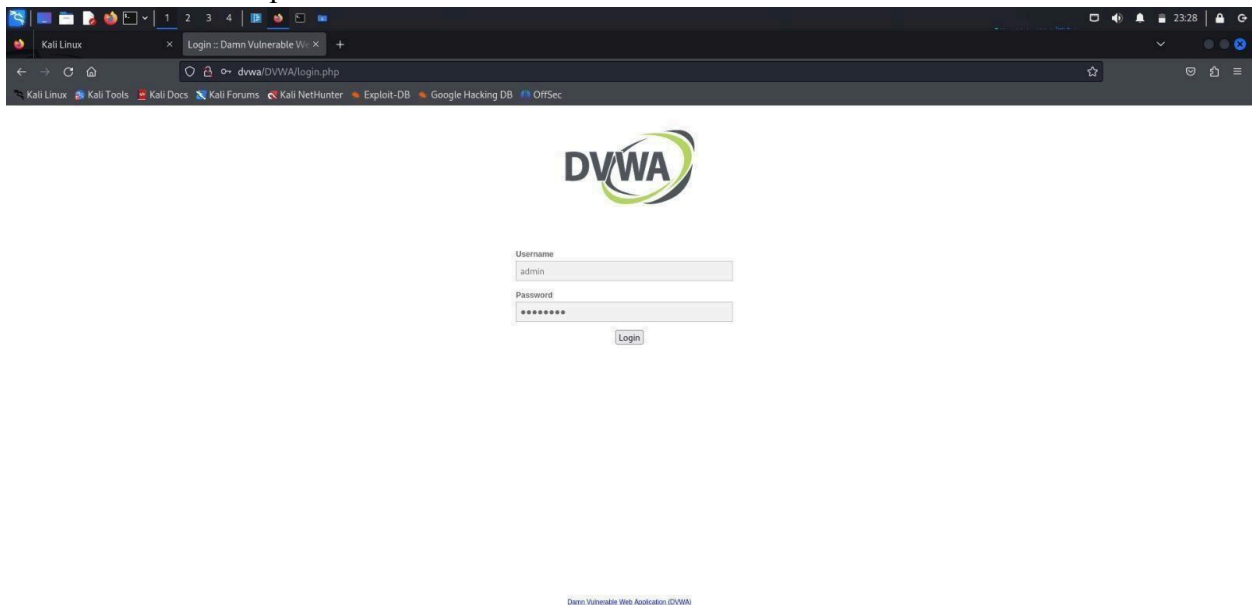 1 2 3 4 23:28
Kali Linux Login :: Damn Vulnerable We
dvwa/DVWA/login.php
Kali Linux Kali Tools Kali Docs Kali Forums Kali NetHunter Exploit-DB Google Hacking DB OffSec
DVWA
Username
admin
Password
Login
Damn Vulnerable Web Application (DVWA)